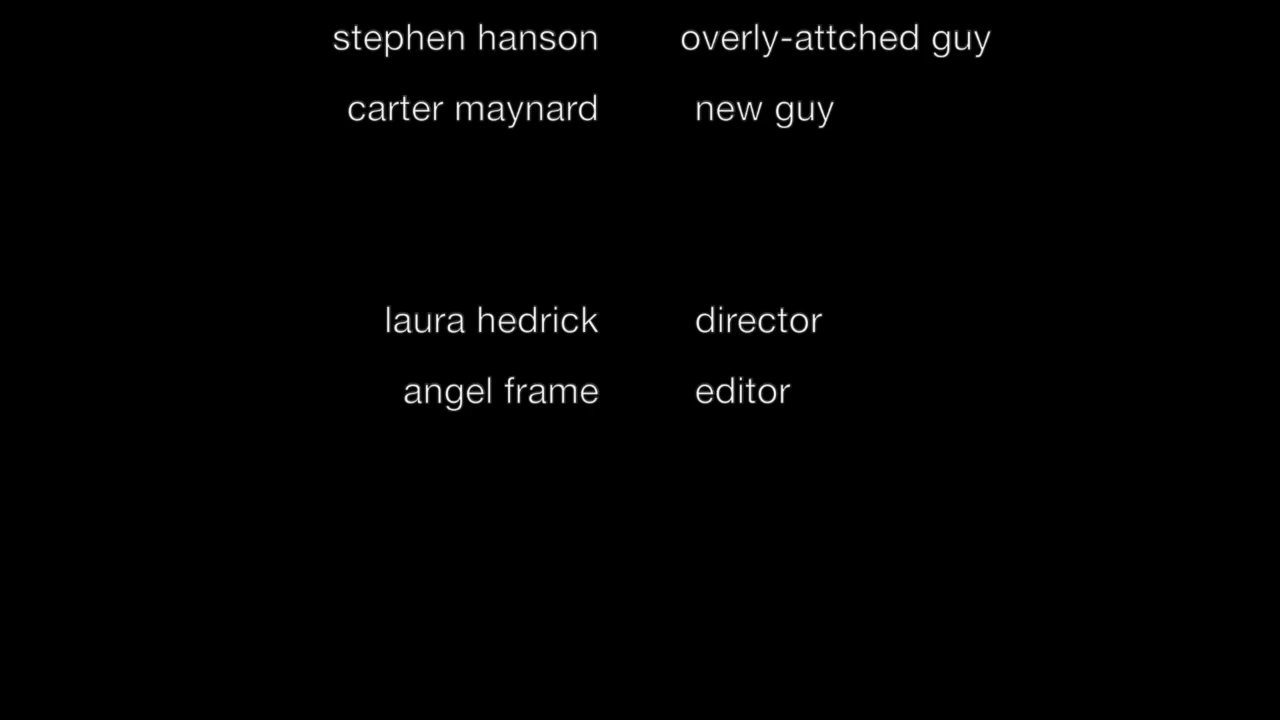 stephen hanson overly-attched guy
carter maynard new guy
laura hedrick director
angel frame editor